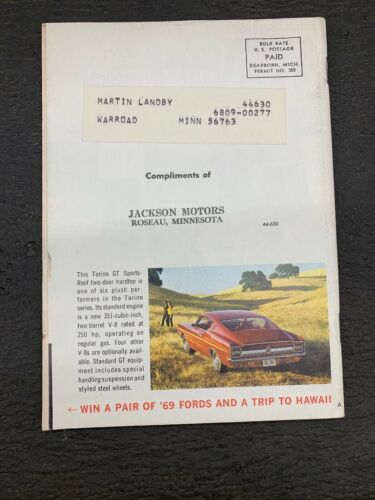 BULK RATE
U. S. POSTAGE
PAID
DEARBORN, MICH.
PERMIT NO. 359
MARTIN LANDBY 44630
6809-00277
WARROAD MINN 56763
Compliments of
JACKSON MOTORS
ROSEAU, MINNESOTA
44-630
This Torino GT Sports-
Roof two-door hardtop is
one of six plush per-
formers in the Torino
series. Its standard engine
is a new 351-cubic-inch,
two-barrel V-8 rated at
250 hp, operating on
regular gas. Four other
V-8s are optionally avail-
able. Standard GT equip-
ment includes special
handling suspension and
styled steel wheels.
←WIN A PAIR OF '69 FORDS AND A TRIP TO HAWAII
A